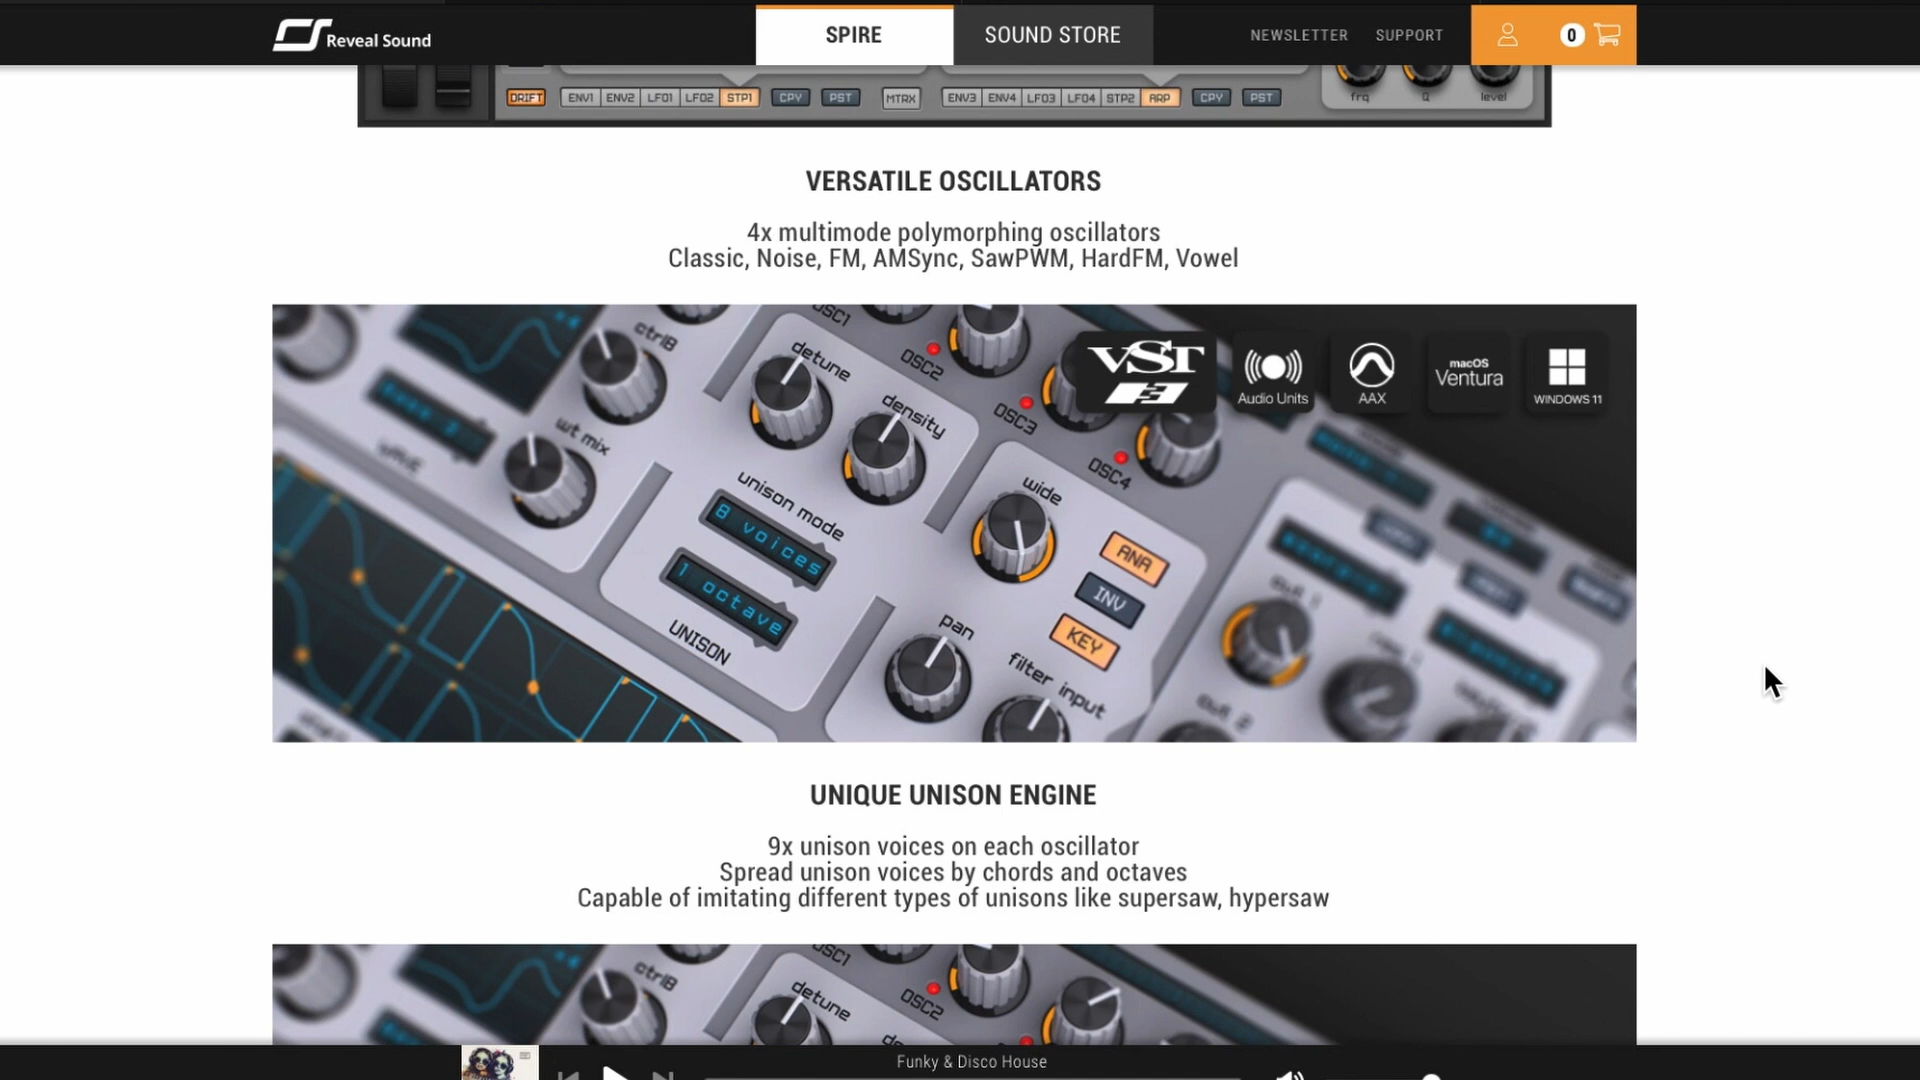 Reveal Sound
SPIRE
SOUND STORE
NEWSLETTER
SUPPORT
0
DRIFT
ENV1 ENV2 LFO1 LFO2 STP1
CPY PST
MTRX
ENV3 ENV4 LFO3 LFO4 STP2 ARP
CPY PST
frq Q level
VERSATILE OSCILLATORS
4x multimode polymorphing oscillators
Classic, Noise, FM, AMSync, SawPWM, HardFM, Vowel
OSC1
OSC2
OSC3
OSC4
ctrlB
wt mix
WAVE
detune
density
unison mode
8 voices
1 octave
UNISON
wide
ANA
INV
KEY
pan
filter input
VST3
Audio Units
AAX
macOS
Ventura
WINDOWS 11
UNIQUE UNISON ENGINE
9x unison voices on each oscillator
Spread unison voices by chords and octaves
Capable of imitating different types of unisons like supersaw, hypersaw
OSC1
OSC2
ctrlB
detune
Funky & Disco House